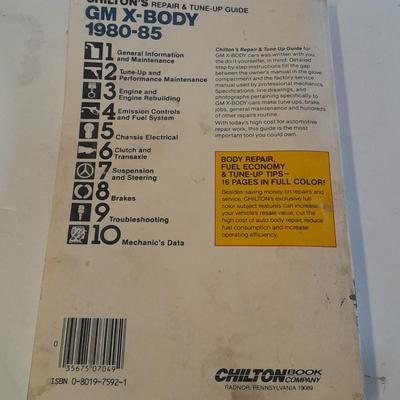 CHILTON'S REPAIR & TUNE-UP GUIDE
GM X-BODY
1980-85
1 General Information
and Maintenance
2 Tune-Up and
Performance Maintenance
3 Engine and
Engine Rebuilding
4 Emission Controls
and Fuel System
5 Chassis Electrical
6 Clutch and
Transaxle
7 Suspension
and Steering
8 Brakes
9 Troubleshooting
10 Mechanic's Data
Chilton's Repair & Tune-Up Guide for
GM X-BODY cars was written with you,
the do it yourselfer, in mind. Detailed
step-by-step instructions fill the gap
between the owner's manual in the glove
compartment and the factory service
manual used by professional mechanics.
Specifications, line drawings, and
photographs pertaining specifically to
GM X-BODY cars make tune ups, brake
jobs, general maintenance and hundreds
of other repairs routine.
With today's high cost for automotive
repair work, this guide is the most
important tool you could own.
BODY REPAIR,
FUEL ECONOMY
& TUNE-UP TIPS—
16 PAGES IN FULL COLOR!
Besides saving money on repairs and
service, CHILTON'S exclusive full
color subject features can increase
your vehicle's resale value, cut the
high cost of auto body repair, reduce
fuel consumption and increase
operating efficiency.
0 35675 07049
ISBN 0-8019-7592-1
CHILTON BOOK
COMPANY
RADNOR, PENNSYLVANIA 19089